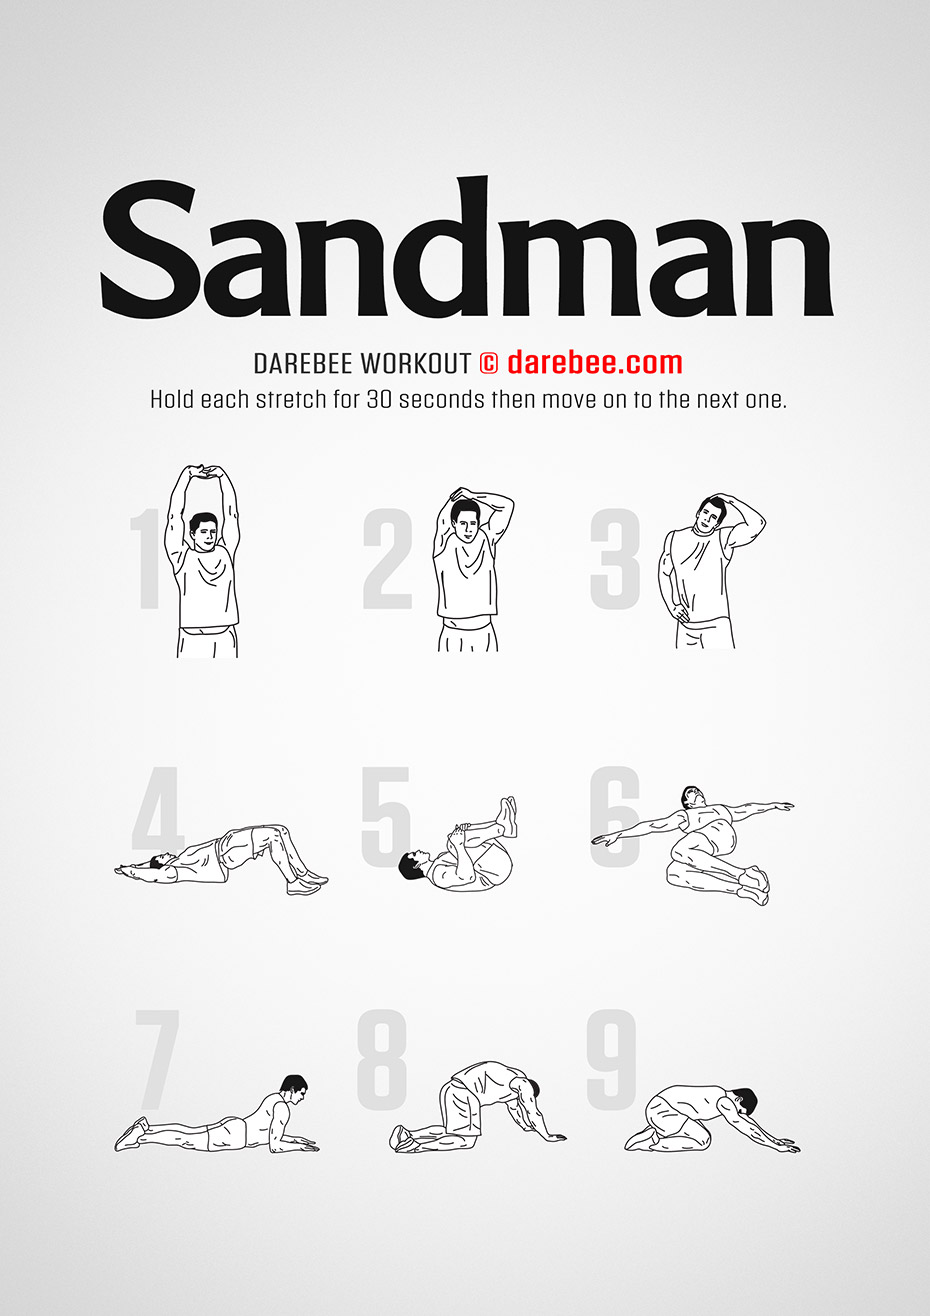 Sandman
DAREBEE WORKOUT © darebee.com
Hold each stretch for 30 seconds then move on to the next one.
1 2 3
4 5 6
7 8 9